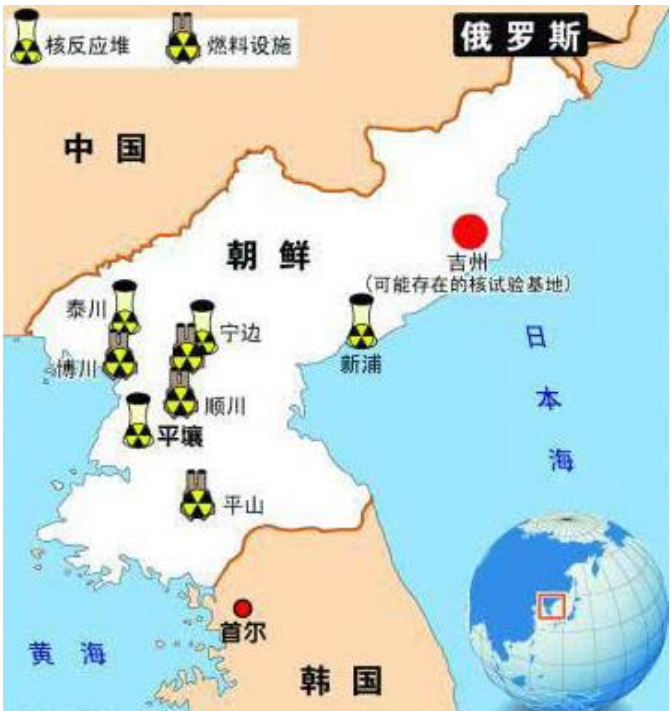 核反应堆
燃料设施
俄罗斯
中国
朝鲜
吉州
(可能存在的核试验基地)
泰川
宁边
博川
新浦
顺川
平壤
平山
日本海
首尔
黄海
韩国